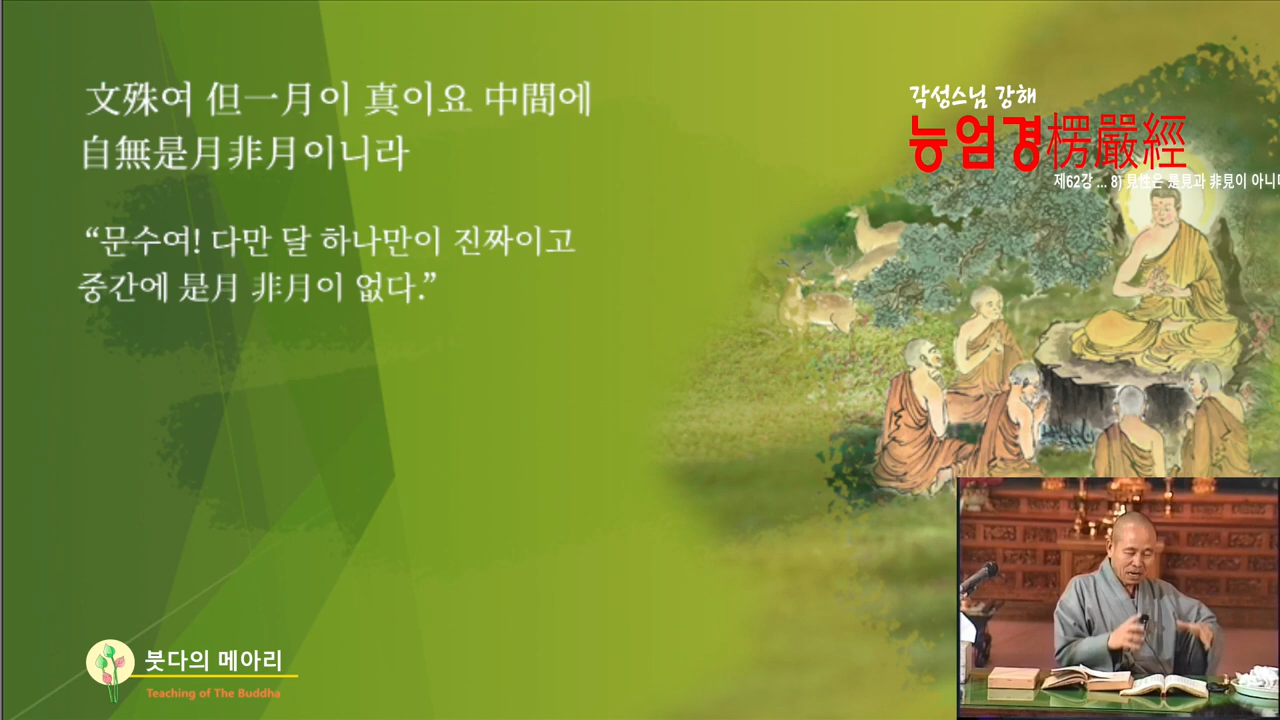 文殊여 但一月이 真이요 中間에
自無是月非月이니라
“문수여! 다만 달 하나만이 진짜이고
중간에 是月 非月이 없다.”
각성스님 강해
능엄경楞嚴經
제62강 ... 8) 見性은 是見과 非見이 아니
붓다의 메아리
Teaching of The Buddha